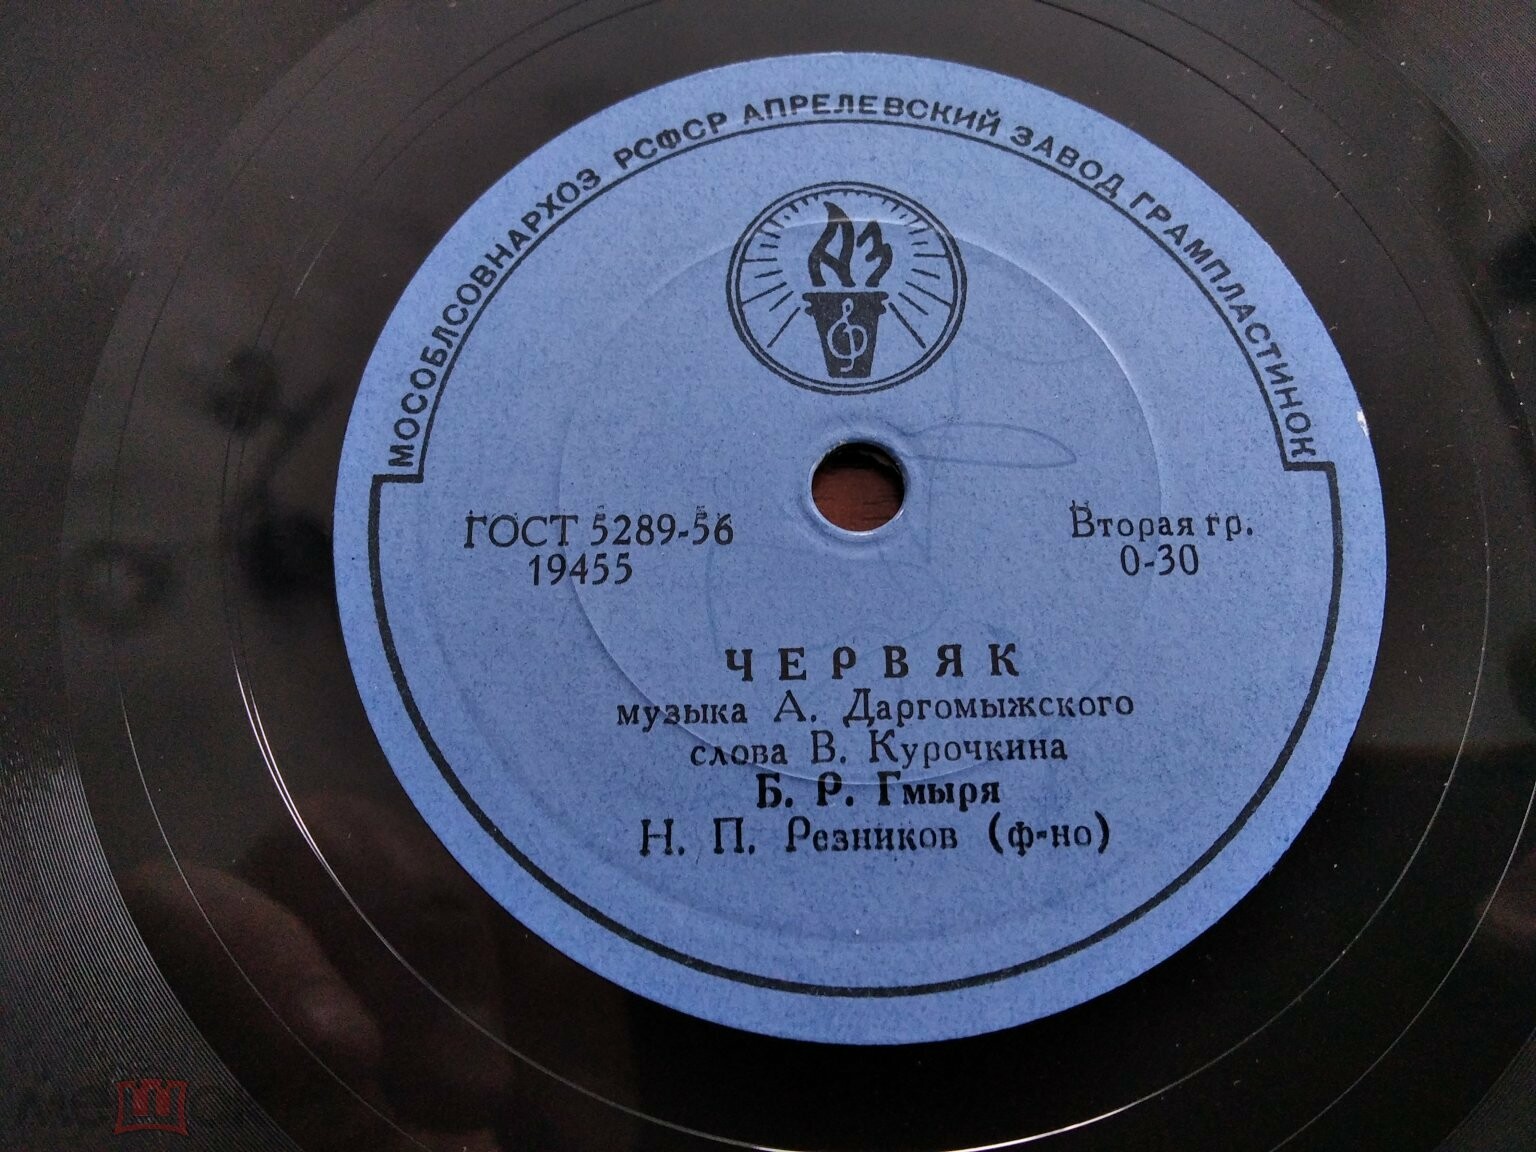 МОСОБЛСОВНАРХОЗ РСФСР АПРЕЛЕВСКИЙ ЗАВОД ГРАМПЛАСТИНОК
АЗ
ГОСТ 5289-56
19455
Вторая гр.
0-30
ЧЕРВЯК
музыка А. Даргомыжского
слова В. Курочкина
Б. Р. Гмыря
Н. П. Резников (ф-но)